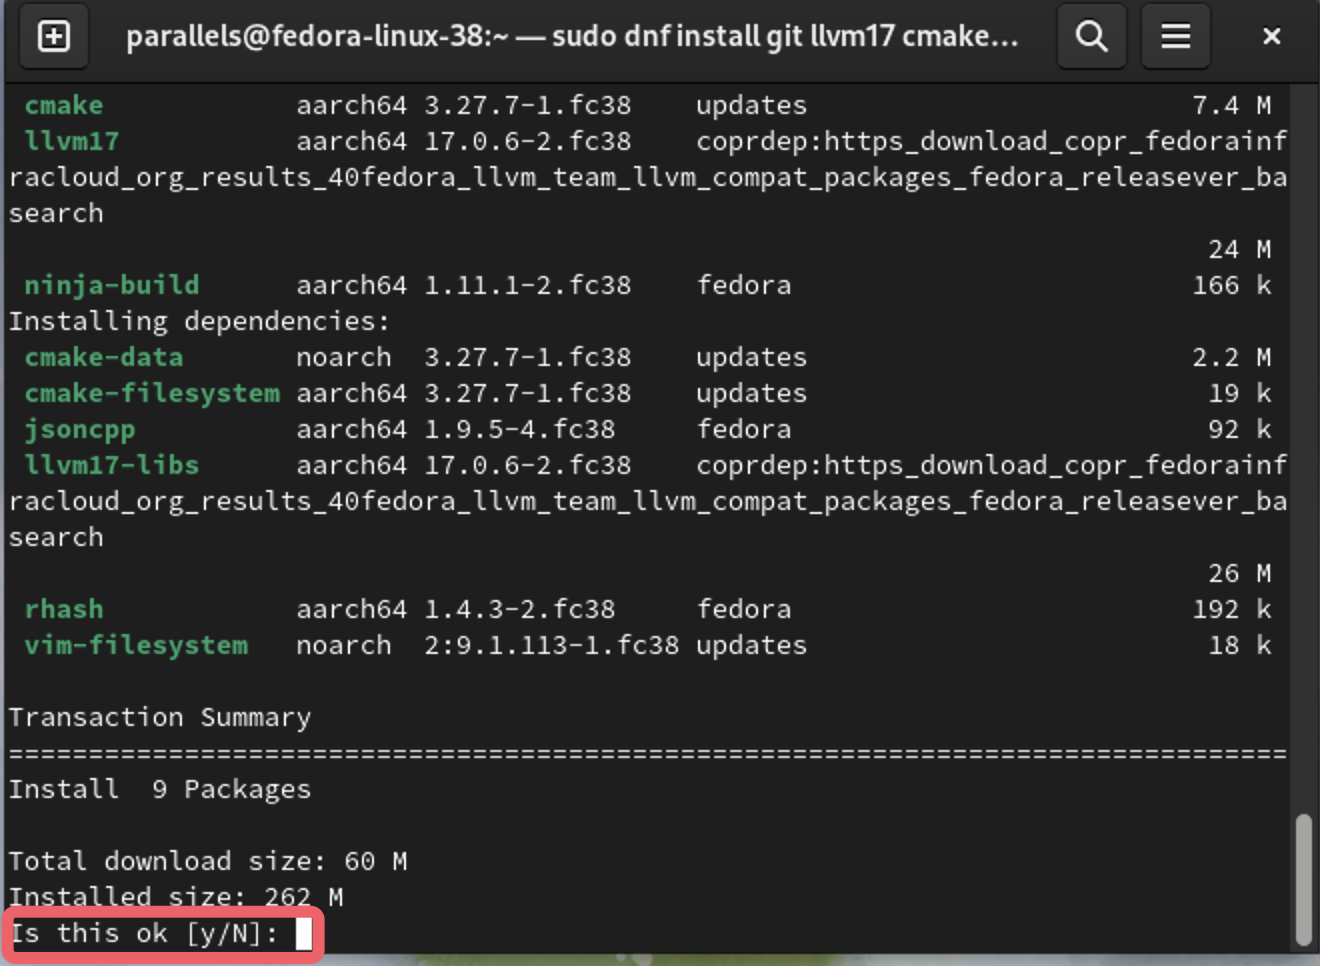 parallels@fedora-linux-38:~ — sudo dnf install git llvm17 cmake...
cmake aarch64 3.27.7-1.fc38 updates 7.4 M
llvm17 aarch64 17.0.6-2.fc38 coprdep:https_download_copr_fedorainf
racloud_org_results_40fedora_llvm_team_llvm_compat_packages_fedora_releasever_ba
search
24 M
ninja-build aarch64 1.11.1-2.fc38 fedora 166 k
Installing dependencies:
cmake-data noarch 3.27.7-1.fc38 updates 2.2 M
cmake-filesystem aarch64 3.27.7-1.fc38 updates 19 k
jsoncpp aarch64 1.9.5-4.fc38 fedora 92 k
llvm17-libs aarch64 17.0.6-2.fc38 coprdep:https_download_copr_fedorainf
racloud_org_results_40fedora_llvm_team_llvm_compat_packages_fedora_releasever_ba
search
26 M
rhash aarch64 1.4.3-2.fc38 fedora 192 k
vim-filesystem noarch 2:9.1.113-1.fc38 updates 18 k
Transaction Summary
================================================================================
Install 9 Packages
Total download size: 60 M
Installed size: 262 M
Is this ok [y/N]: